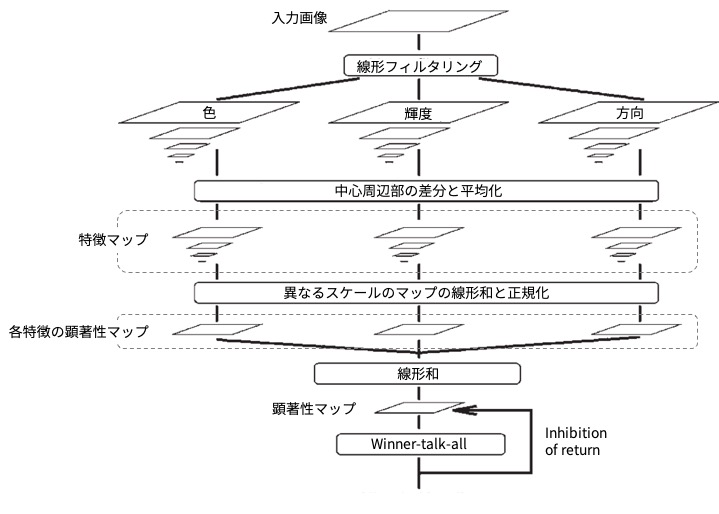 入力画像
線形フィルタリング
色
輝度
方向
中心周辺部の差分と平均化
特徴マップ
異なるスケールのマップの線形和と正規化
各特徴の顕著性マップ
線形和
顕著性マップ
Winner-talk-all
Inhibition
of return